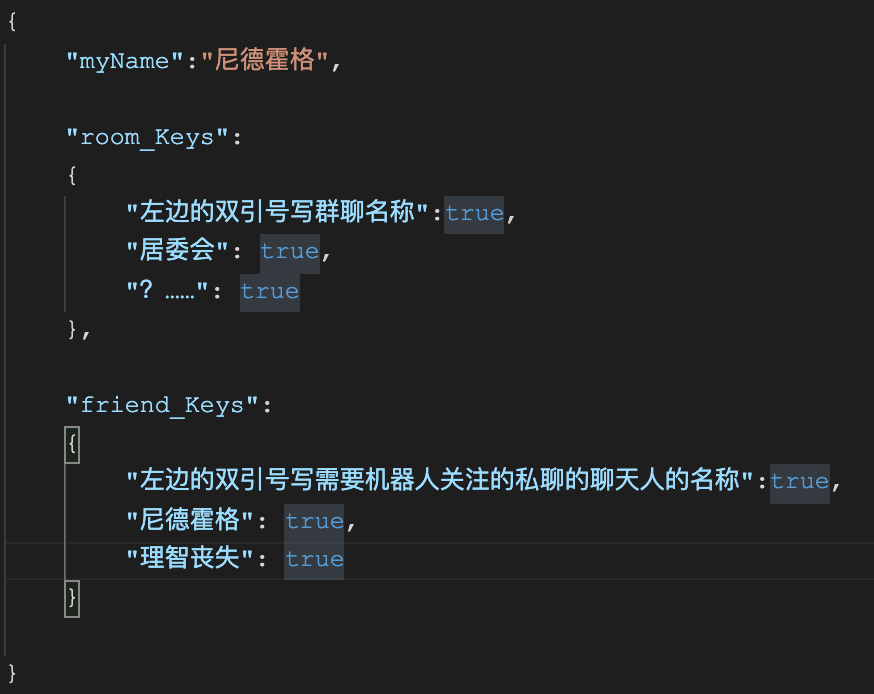 {
"myName":"尼德霍格",
"room_Keys":
{
"左边的双引号写群聊名称":true,
"居委会": true,
"? ……": true
},
"friend_Keys":
{
"左边的双引号写需要机器人关注的私聊的聊天人的名称":true,
"尼德霍格": true,
"理智丧失": true
}
}